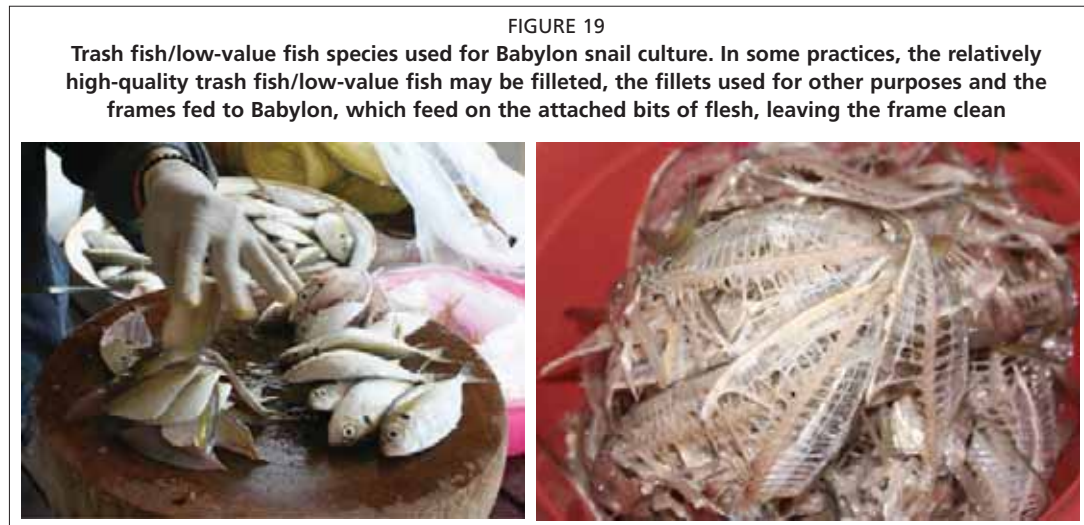 FIGURE 19
Trash fish/low-value fish species used for Babylon snail culture. In some practices, the relatively
high-quality trash fish/low-value fish may be filleted, the fillets used for other purposes and the
frames fed to Babylon, which feed on the attached bits of flesh, leaving the frame clean